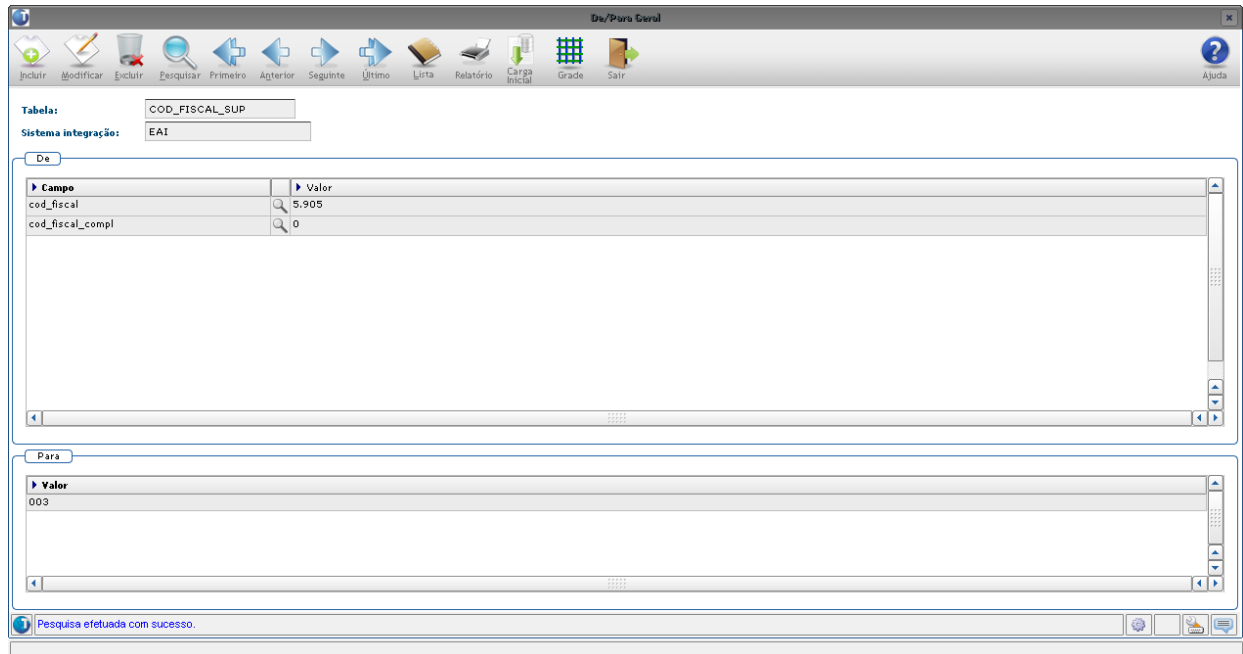 De/Para Geral
Incluir Modificar Excluir Pesquisar Primeiro Anterior Seguinte Último Lista Relatório Carga Inicial Grade Sair Ajuda
Tabela: COD_FISCAL_SUP
Sistema integração: EAI
De
Campo Valor
cod_fiscal 5.905
cod_fiscal_compl 0
Para
Valor
003
Pesquisa efetuada com sucesso.